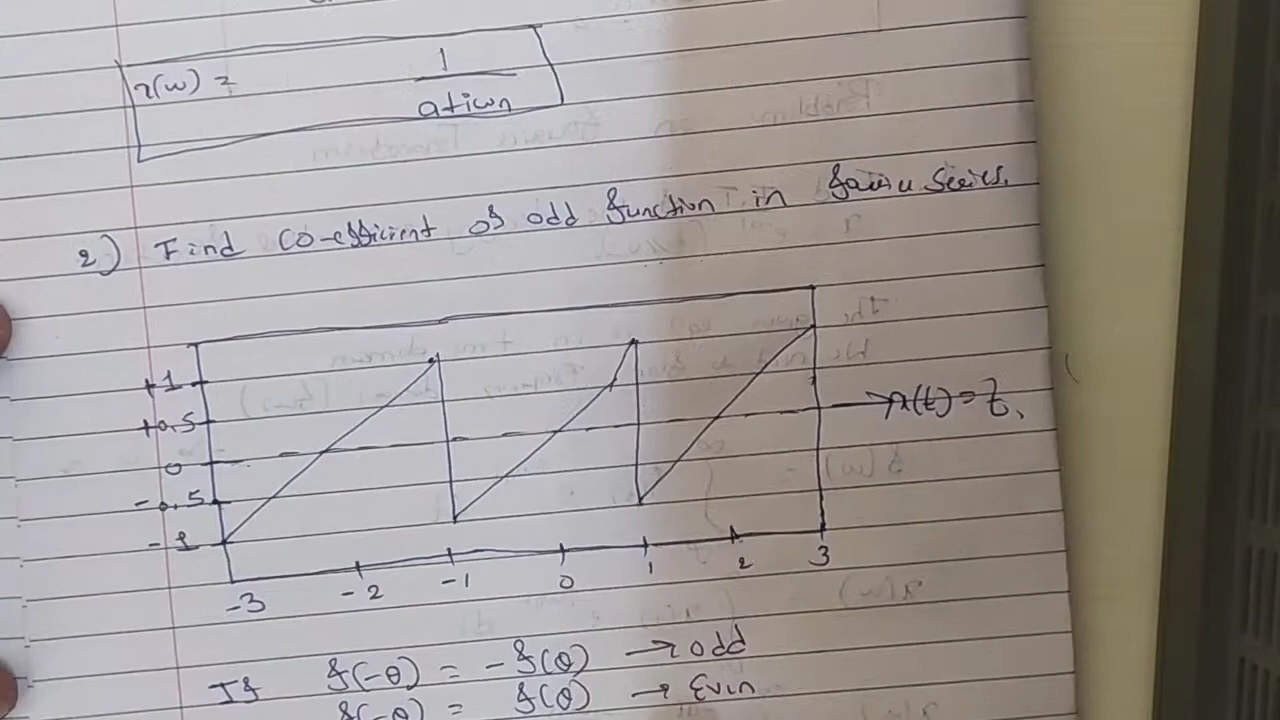 x(w) = 1/a+iwn
2) Find co-efficient of odd function in fourier series.
+1
+0.5
→ x(t) = t,
0
-0.5
-1
-3 -2 -1 0 1 2 3
If f(-θ) = -f(θ) → odd
f(-θ) = f(θ) → Even